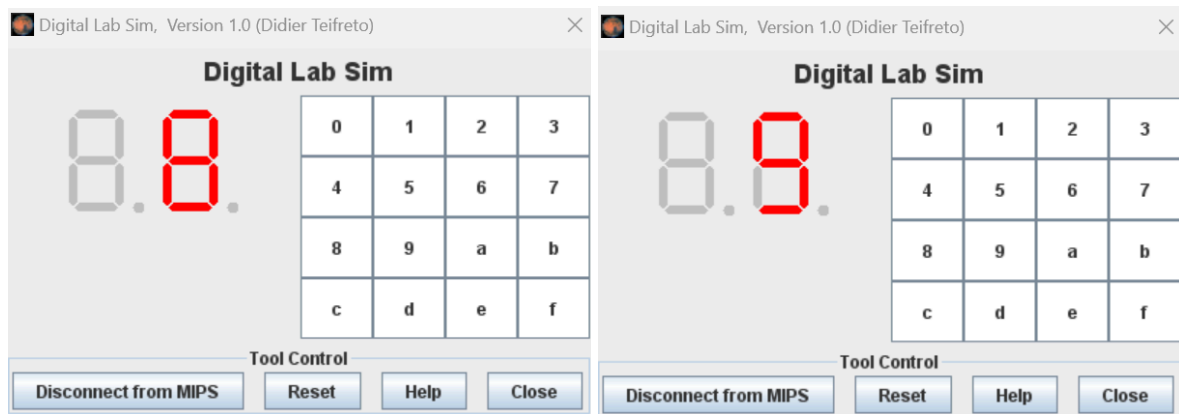 Digital Lab Sim, Version 1.0 (Didier Teifreto)
Digital Lab Sim
8
0 1 2 3
4 5 6 7
8 9 a b
c d e f
Tool Control
Disconnect from MIPS Reset Help Close
Digital Lab Sim, Version 1.0 (Didier Teifreto)
Digital Lab Sim
9
0 1 2 3
4 5 6 7
8 9 a b
c d e f
Tool Control
Disconnect from MIPS Reset Help Close